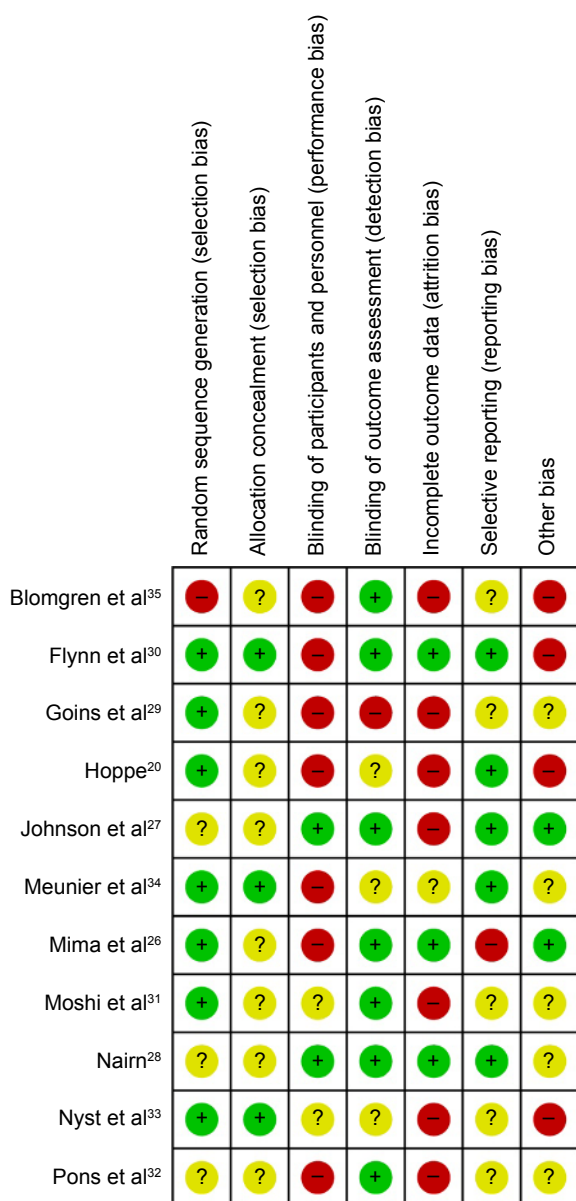 Random sequence generation (selection bias)
Allocation concealment (selection bias)
Blinding of participants and personnel (performance bias)
Blinding of outcome assessment (detection bias)
Incomplete outcome data (attrition bias)
Selective reporting (reporting bias)
Other bias
Blomgren et al³⁵ − ? − + − ? −
Flynn et al³⁰ + + − + + + −
Goins et al²⁹ + ? − − − ? ?
Hoppe²⁰ + ? − ? − + −
Johnson et al²⁷ ? ? + + − + +
Meunier et al³⁴ + + − ? ? + ?
Mima et al²⁶ + ? − + + − +
Moshi et al³¹ + ? ? + − ? ?
Nairn²⁸ ? ? + + + + ?
Nyst et al³³ + + ? ? − ? −
Pons et al³² ? ? − + − ? ?